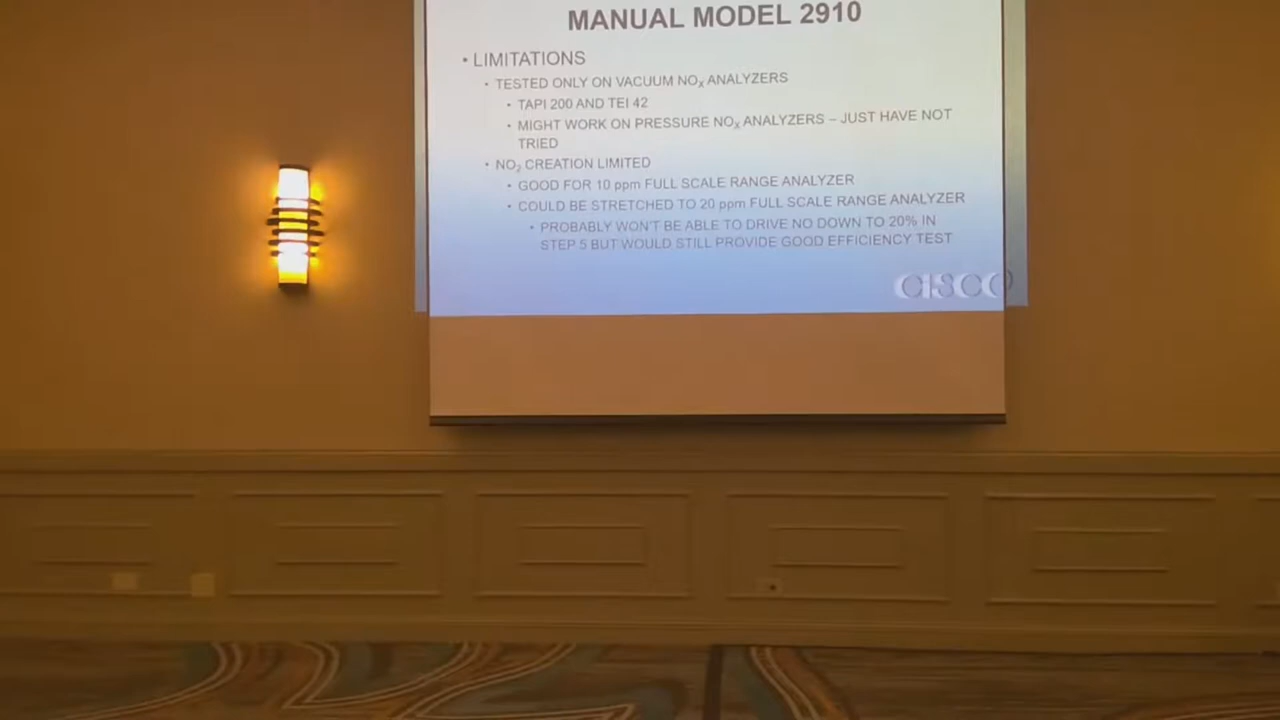 MANUAL MODEL 2910
• LIMITATIONS
• TESTED ONLY ON VACUUM NOX ANALYZERS
• TAPI 200 AND TEI 42
• MIGHT WORK ON PRESSURE NOX ANALYZERS – JUST HAVE NOT
TRIED
• NO2 CREATION LIMITED
• GOOD FOR 10 ppm FULL SCALE RANGE ANALYZER
• COULD BE STRETCHED TO 20 ppm FULL SCALE RANGE ANALYZER
• PROBABLY WON'T BE ABLE TO DRIVE NO DOWN TO 20% IN
STEP 5 BUT WOULD STILL PROVIDE GOOD EFFICIENCY TEST
CISCO